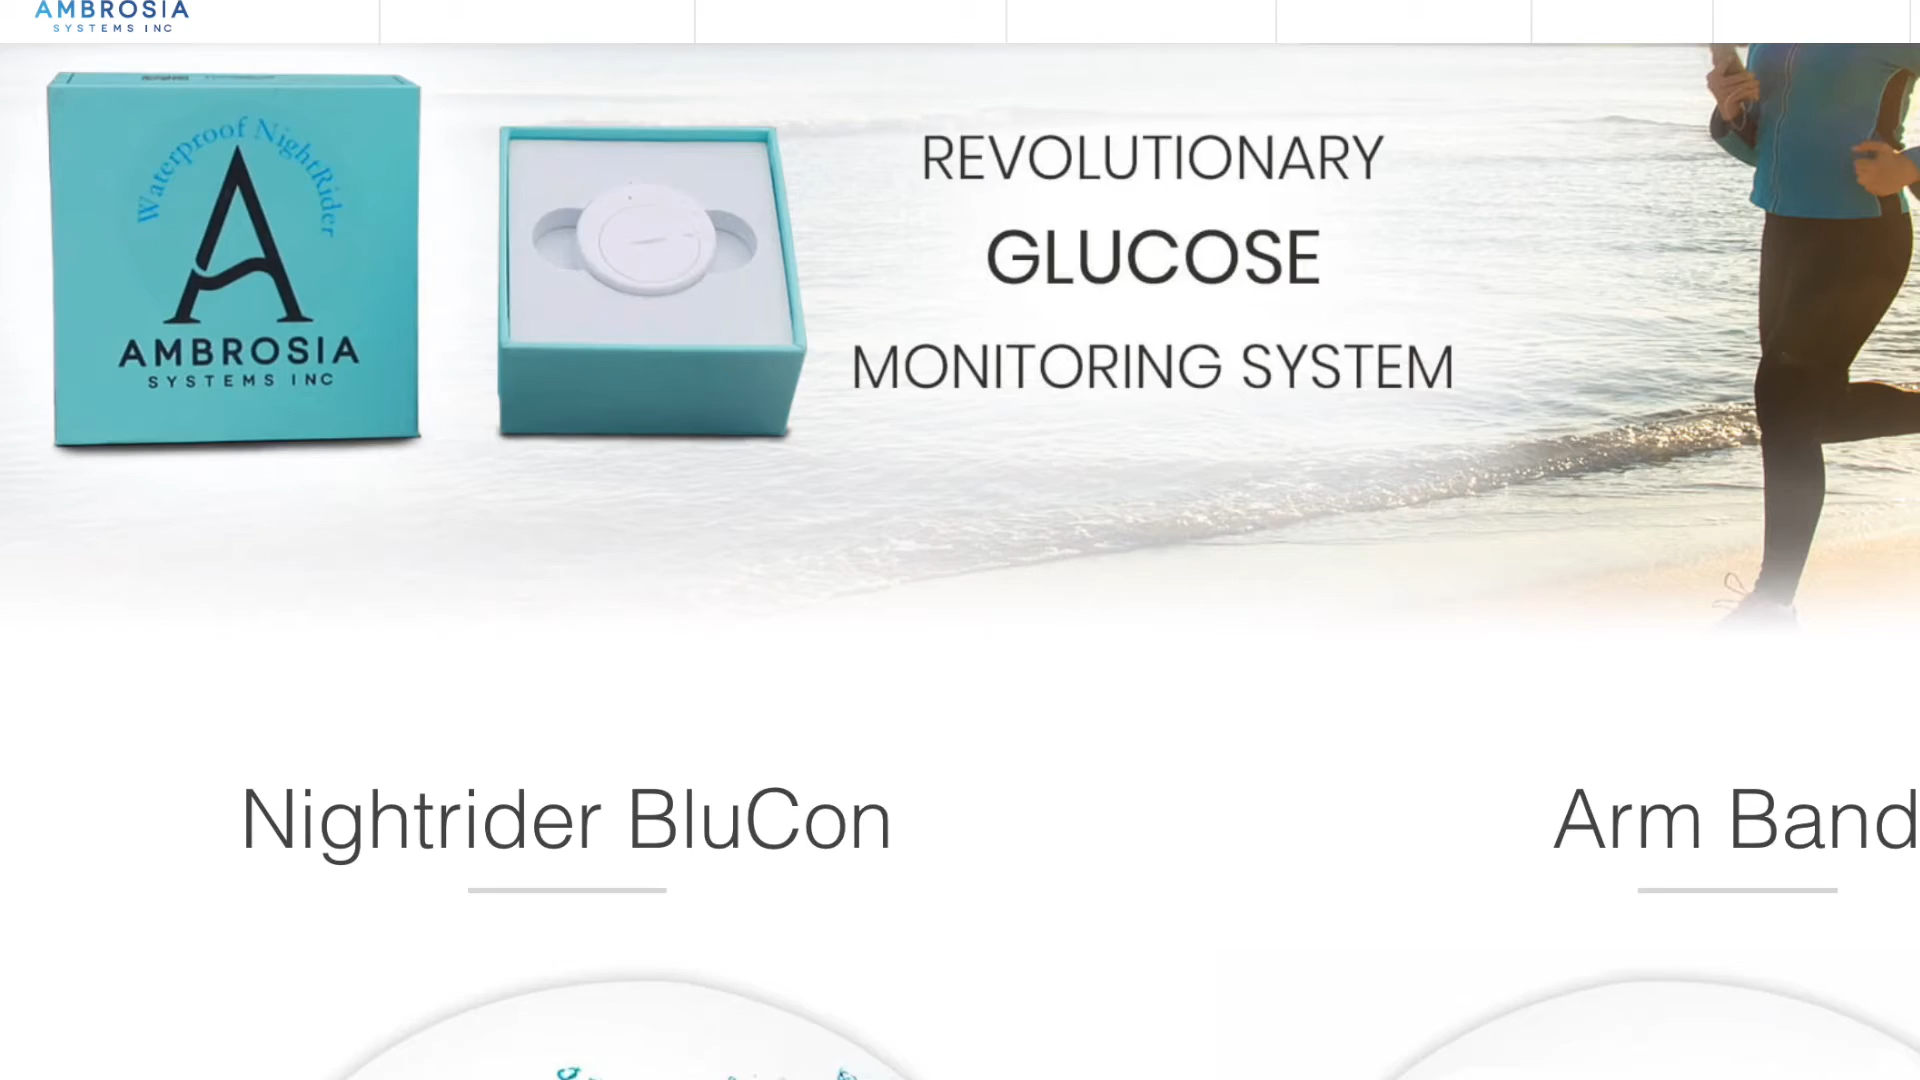 AMBROSIA
SYSTEMS INC
Waterproof NightRider
AMBROSIA
SYSTEMS INC
REVOLUTIONARY
GLUCOSE
MONITORING SYSTEM
Nightrider BluCon
Arm Band